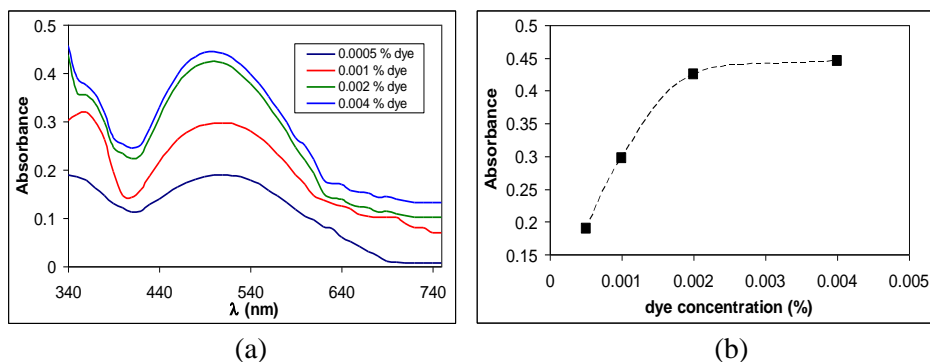 Absorbance
0.5
0.4
0.3
0.2
0.1
0
340 440 540 640 740
λ (nm)
0.0005 % dye
0.001 % dye
0.002 % dye
0.004 % dye
(a)
Absorbance
0.5
0.45
0.4
0.35
0.3
0.25
0.2
0.15
0 0.001 0.002 0.003 0.004 0.005
dye concentration (%)
(b)